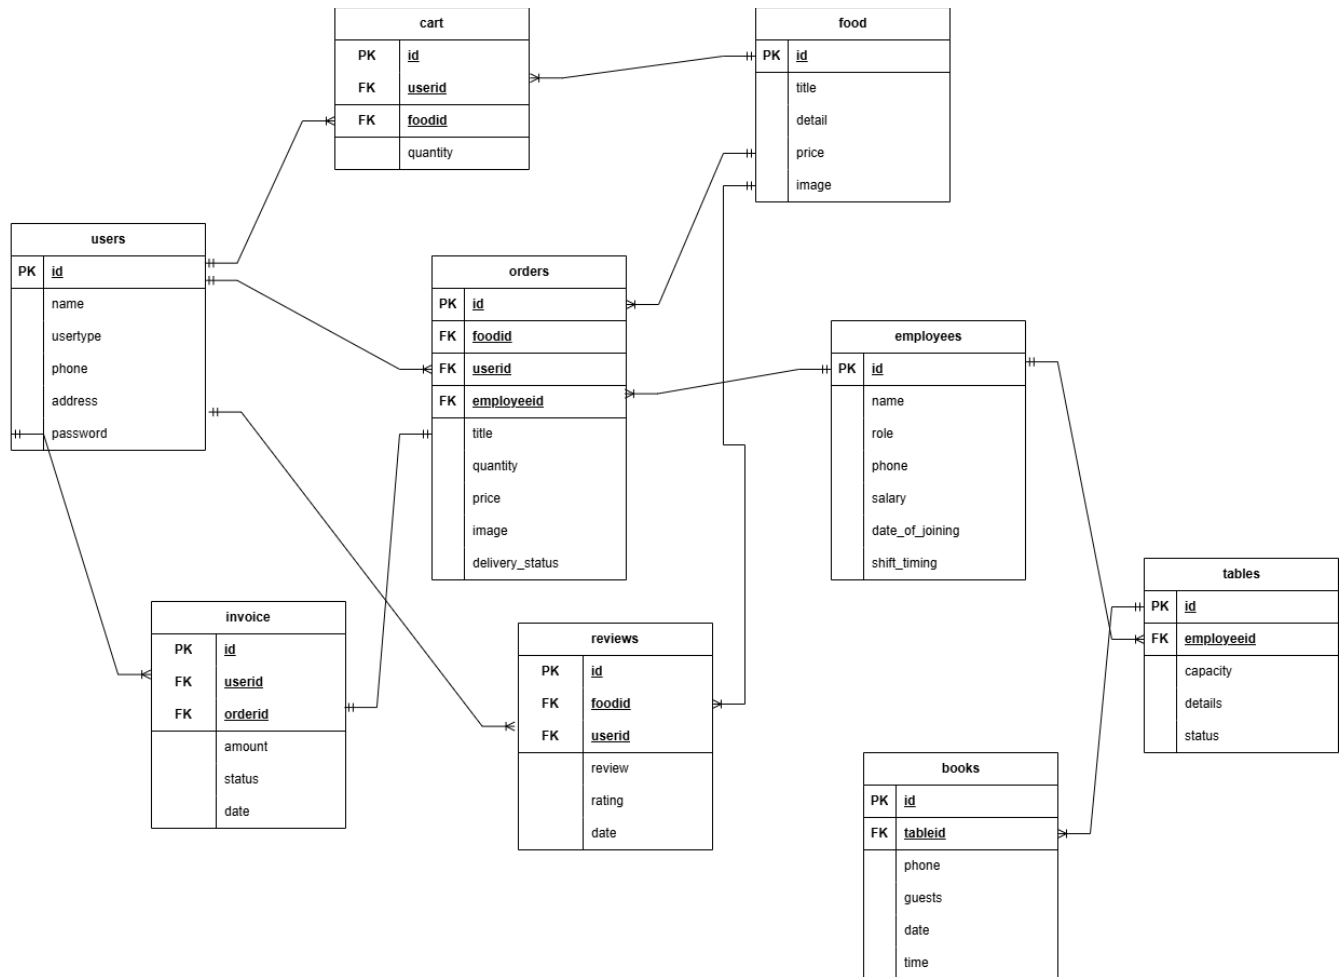 cart
PK id
FK userid
FK foodid
quantity
food
PK id
title
detail
price
image
users
PK id
name
usertype
phone
address
password
orders
PK id
FK foodid
FK userid
FK employeeid
title
quantity
price
image
delivery_status
employees
PK id
name
role
phone
salary
date_of_joining
shift_timing
tables
PK id
FK employeeid
capacity
details
status
invoice
PK id
FK userid
FK orderid
amount
status
date
reviews
PK id
FK foodid
FK userid
review
rating
date
books
PK id
FK tableid
phone
guests
date
time